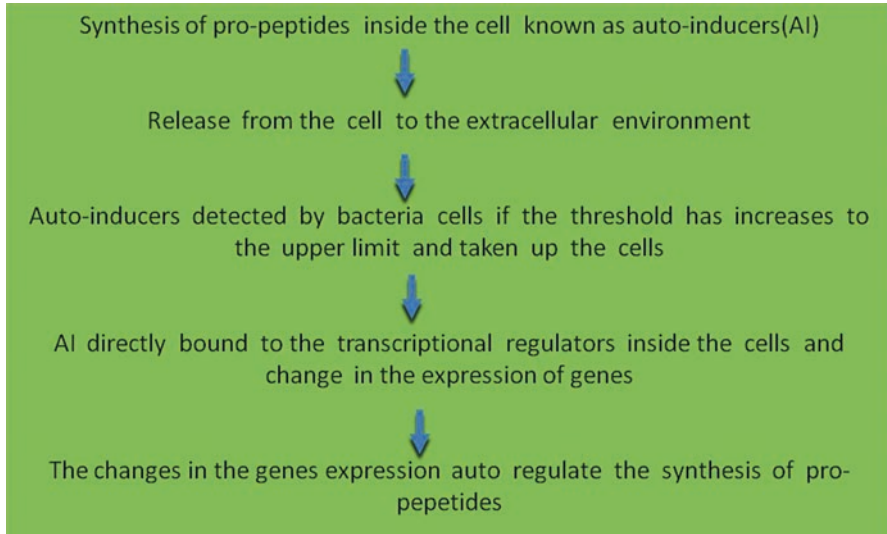 Synthesis of pro-peptides inside the cell known as auto-inducers(AI)
Release from the cell to the extracellular environment
Auto-inducers detected by bacteria cells if the threshold has increases to
the upper limit and taken up the cells
AI directly bound to the transcriptional regulators inside the cells and
change in the expression of genes
The changes in the genes expression auto regulate the synthesis of pro-
pepetides